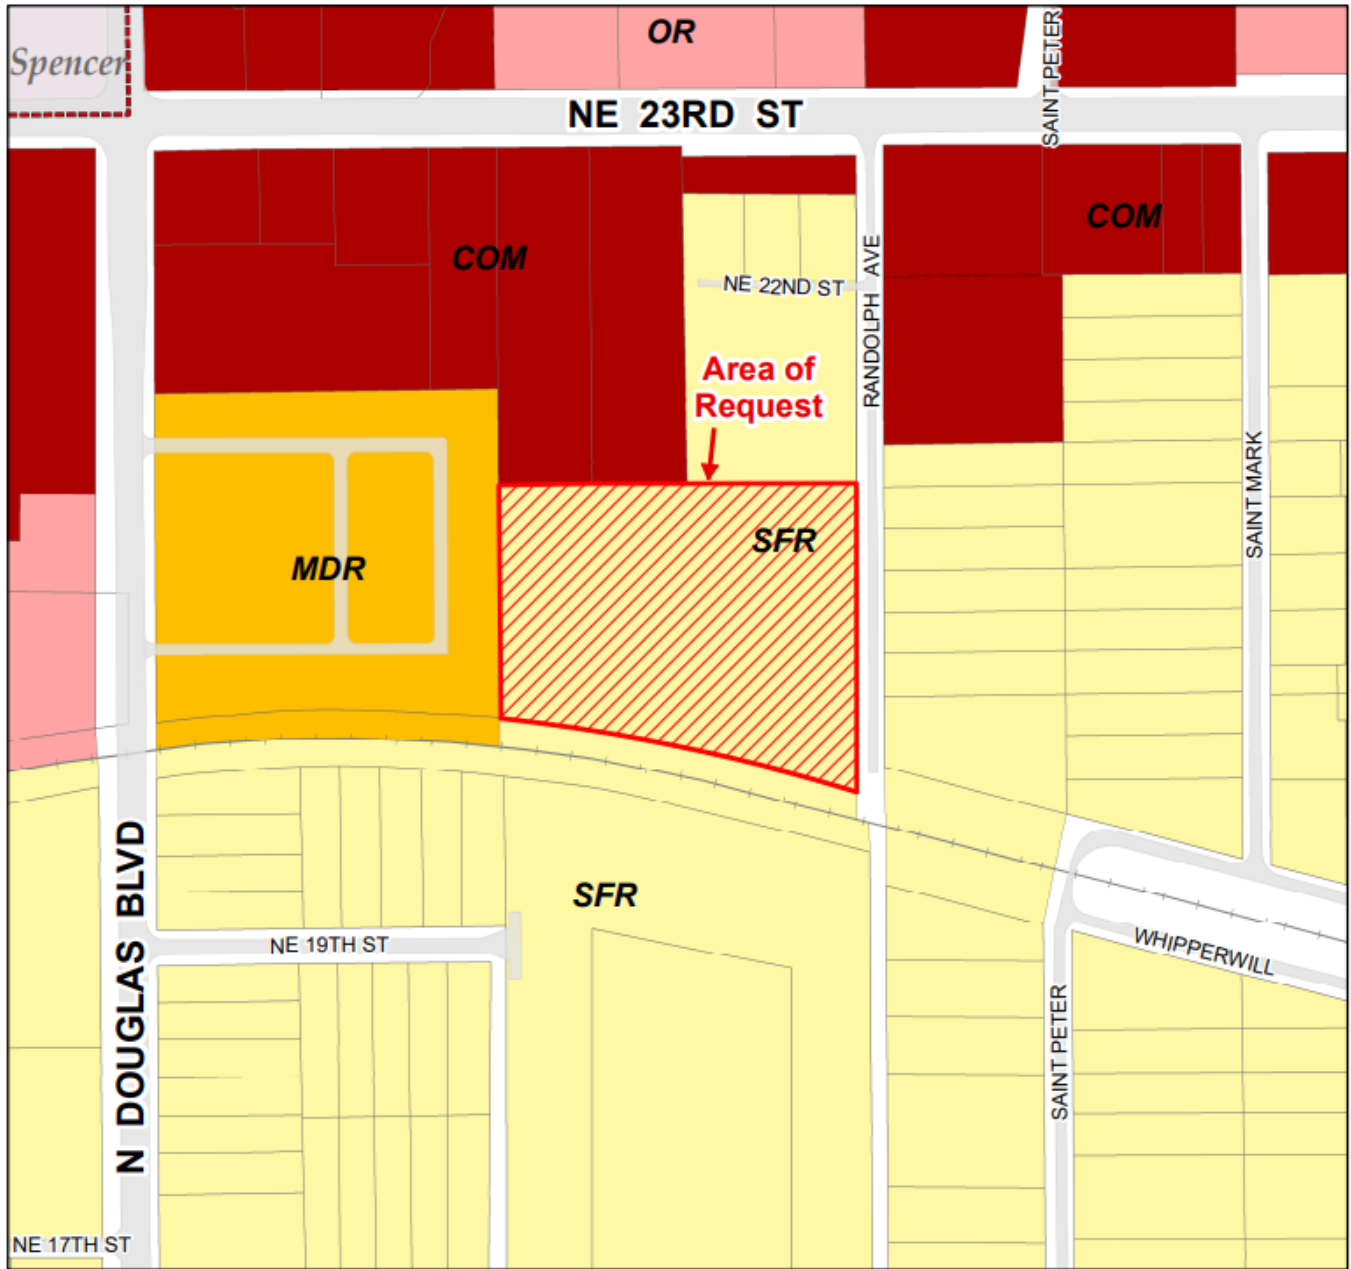 OR
Spencer
SAINT PETER
NE 23RD ST
COM
COM
NE 22ND ST
RANDOLPH AVE
Area of
Request
SAINT MARK
SFR
MDR
N DOUGLAS BLVD
SFR
NE 19TH ST
WHIPPERWILL
SAINT PETER
NE 17TH ST